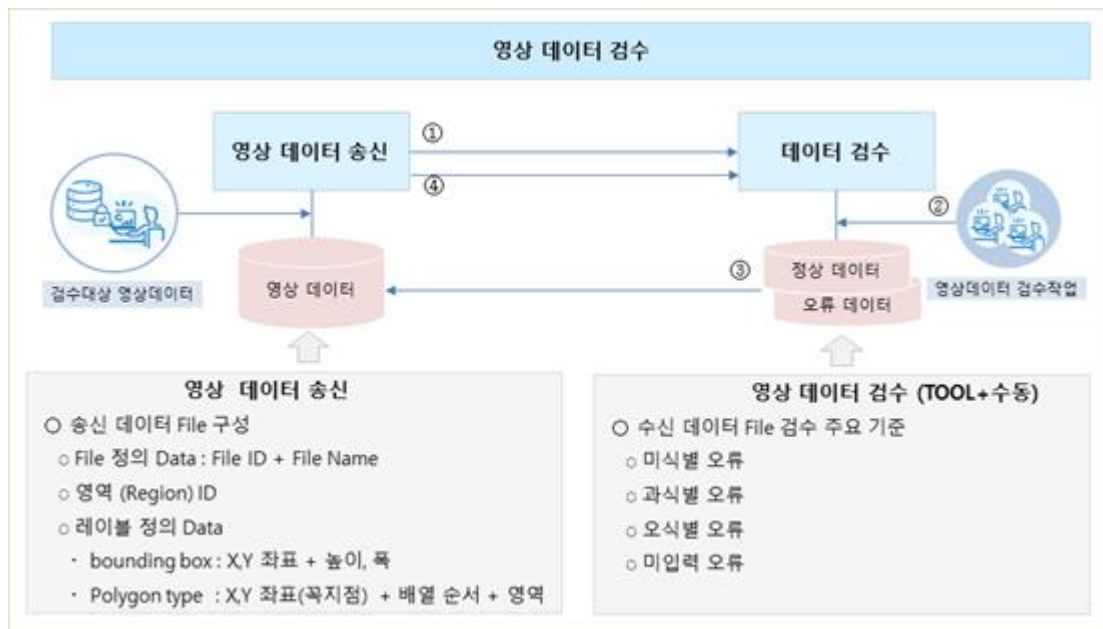 영상 데이터 검수
영상 데이터 송신
①
④
데이터 검수
②
검수대상 영상데이터
영상 데이터
③
정상 데이터
오류 데이터
영상데이터 검수작업
영상 데이터 송신
○ 송신 데이터 File 구성
○ File 정의 Data : File ID + File Name
○ 영역 (Region) ID
○ 레이블 정의 Data
· bounding box : X,Y 좌표 + 높이, 폭
· Polygon type : X,Y 좌표(꼭지점) + 배열 순서 + 영역
영상 데이터 검수 (TOOL+수동)
○ 수신 데이터 File 검수 주요 기준
○ 미식별 오류
○ 과식별 오류
○ 오식별 오류
○ 미입력 오류